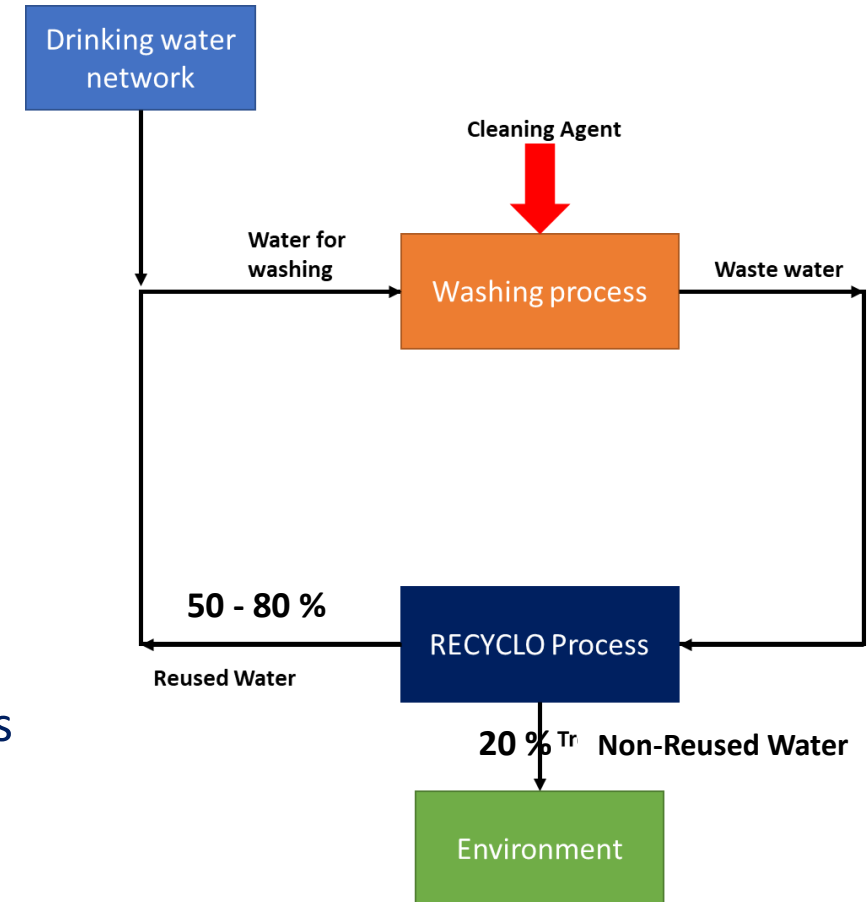 Drinking water
network
Cleaning Agent
Water for
washing
Washing process
Waste water
50 - 80 %
RECYCLO Process
Reused Water
s
20 % Tr Non-Reused Water
Environment